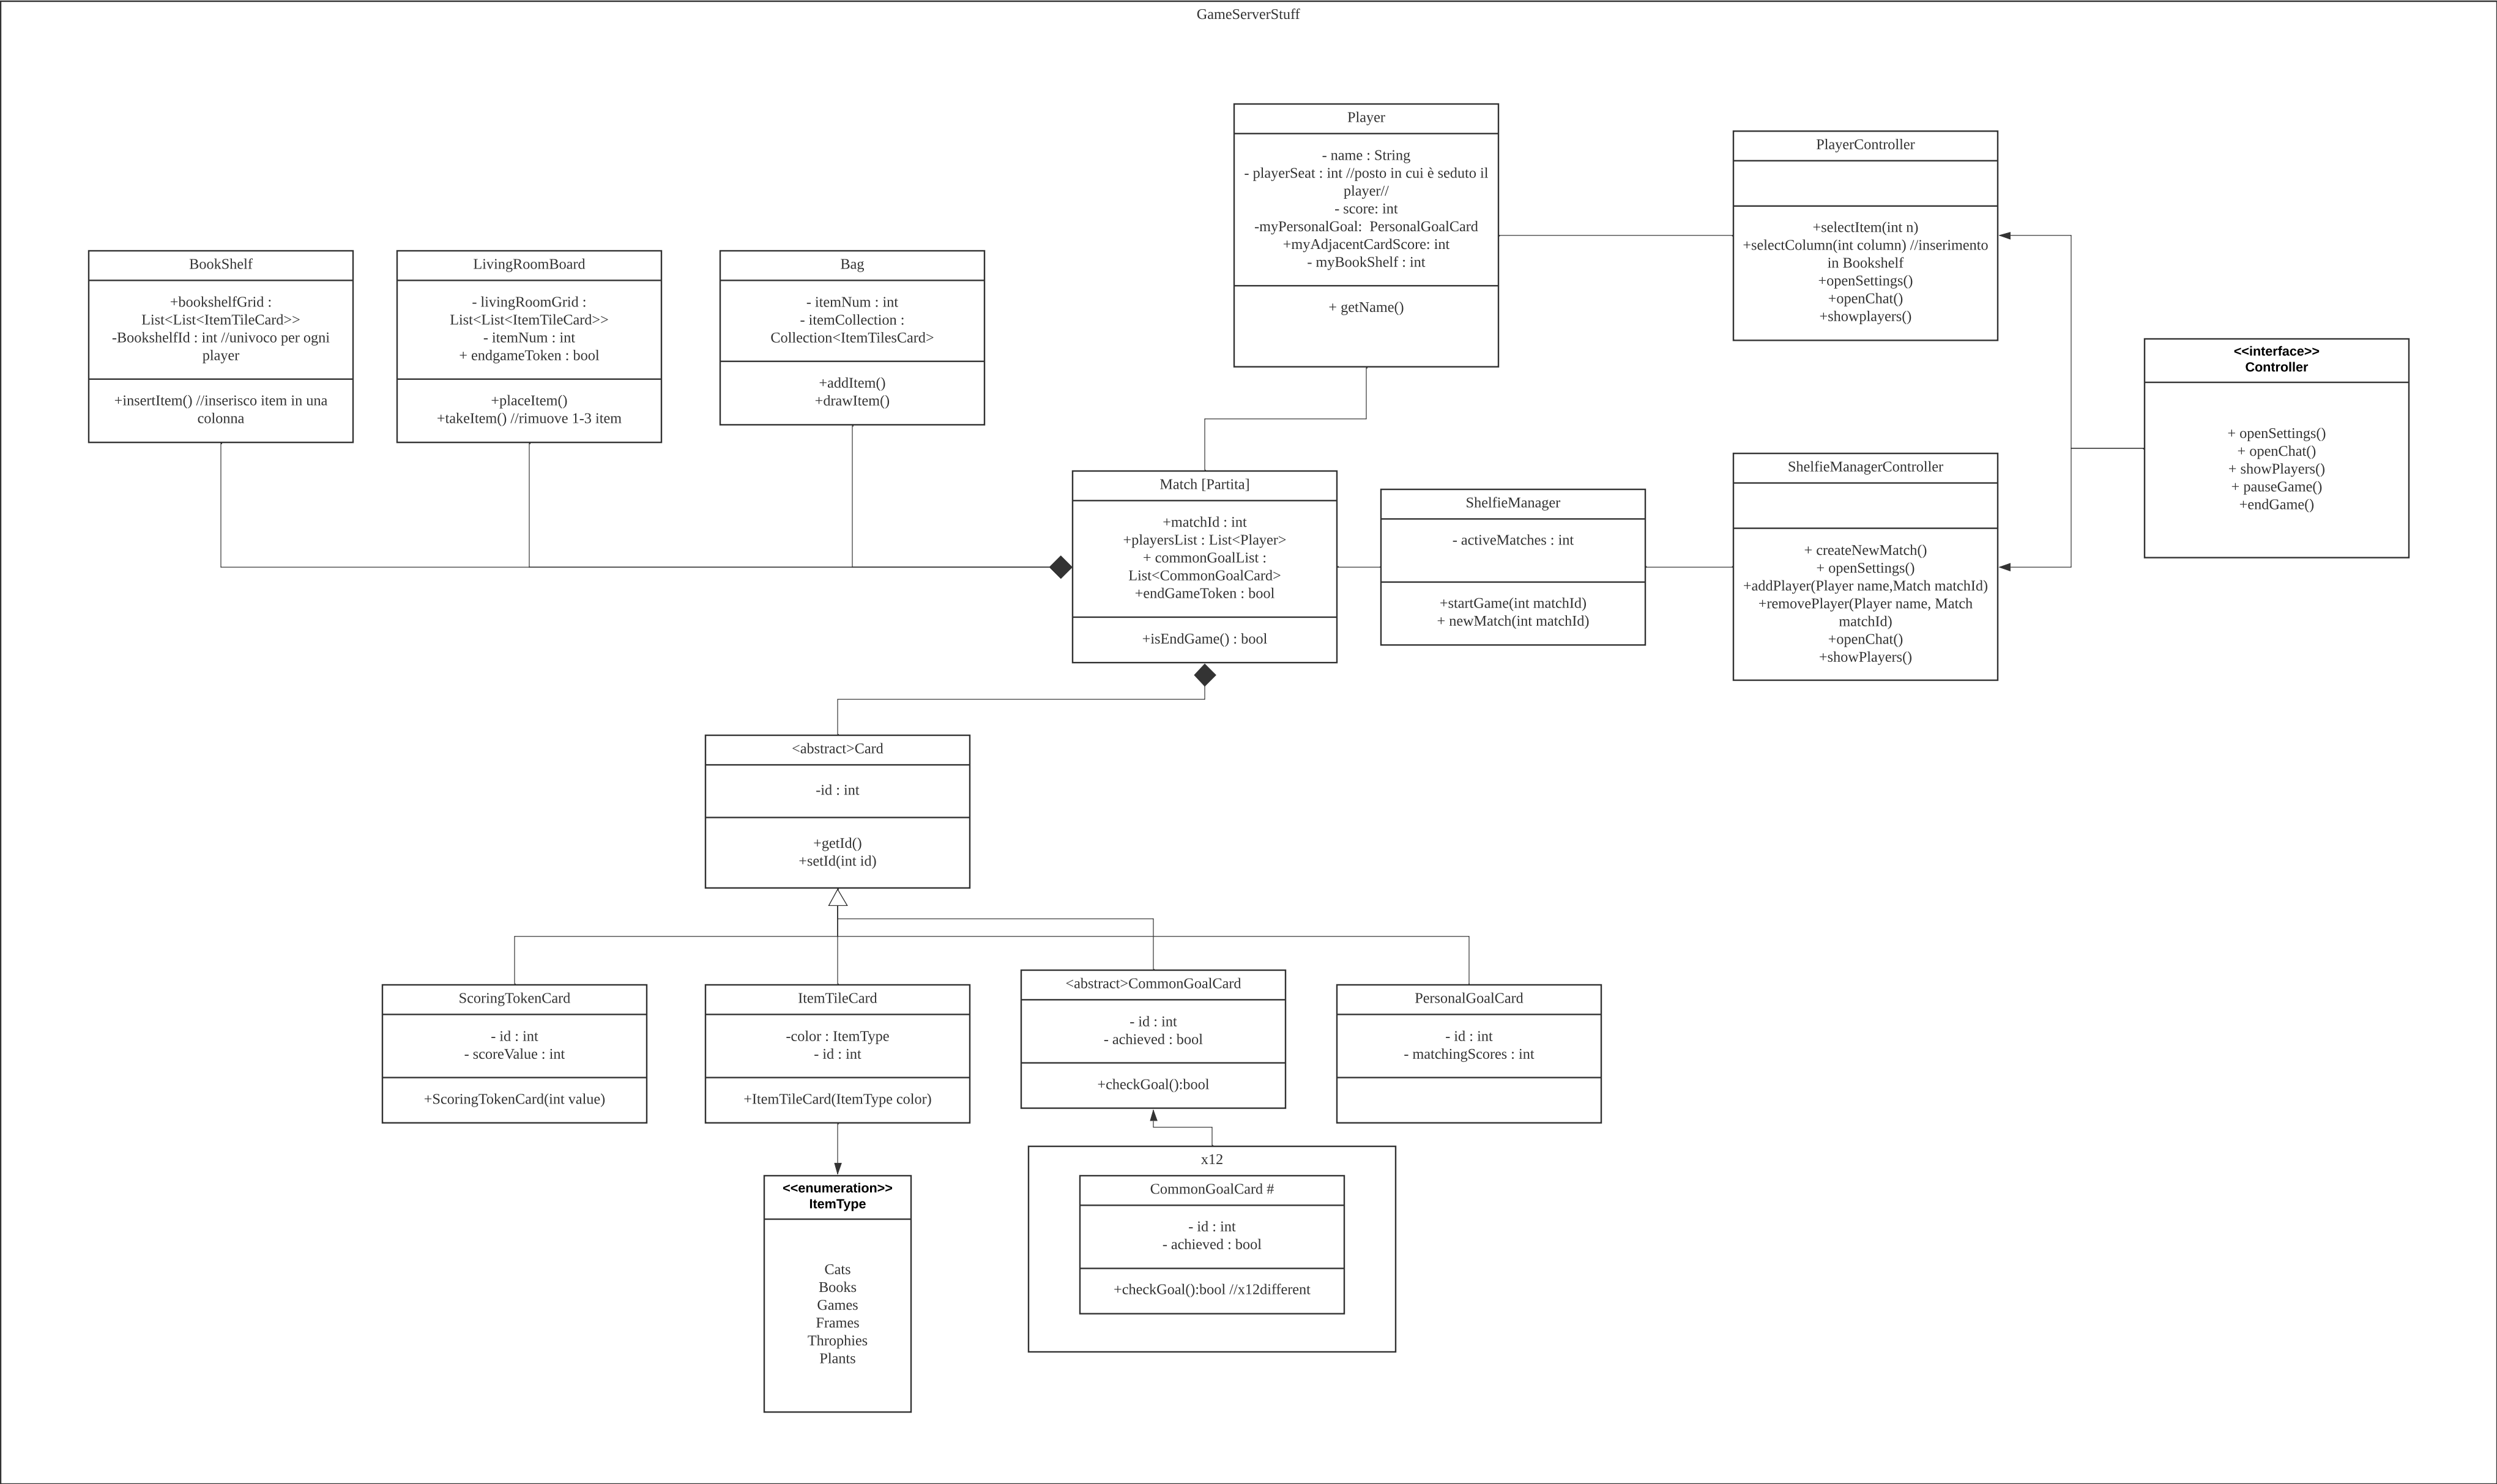 GameServerStuff
Player
- name : String
- playerSeat : int //posto in cui è seduto il
player//
- score: int
-myPersonalGoal:  PersonalGoalCard
+myAdjacentCardScore: int
- myBookShelf : int
+ getName()
PlayerController
+selectItem(int n)
+selectColumn(int column) //inserimento
in Bookshelf
+openSettings()
+openChat()
+showplayers()
BookShelf
+bookshelfGrid :
List<List<ItemTileCard>>
-BookshelfId : int //univoco per ogni
player
+insertItem() //inserisco item in una
colonna
LivingRoomBoard
- livingRoomGrid :
List<List<ItemTileCard>>
- itemNum : int
+ endgameToken : bool
+placeItem()
+takeItem() //rimuove 1-3 item
Bag
- itemNum : int
- itemCollection :
Collection<ItemTilesCard>
+addItem()
+drawItem()
<<interface>>
Controller
+ openSettings()
+ openChat()
+ showPlayers()
+ pauseGame()
+endGame()
Match [Partita]
+matchId : int
+playersList : List<Player>
+ commonGoalList :
List<CommonGoalCard>
+endGameToken : bool
+isEndGame() : bool
ShelfieManager
- activeMatches : int
+startGame(int matchId)
+ newMatch(int matchId)
ShelfieManagerController
+ createNewMatch()
+ openSettings()
+addPlayer(Player name,Match matchId)
+removePlayer(Player name, Match
matchId)
+openChat()
+showPlayers()
<abstract>Card
-id : int
+getId()
+setId(int id)
ScoringTokenCard
- id : int
- scoreValue : int
+ScoringTokenCard(int value)
ItemTileCard
-color : ItemType
- id : int
+ItemTileCard(ItemType color)
<abstract>CommonGoalCard
- id : int
- achieved : bool
+checkGoal():bool
PersonalGoalCard
- id : int
- matchingScores : int
<<enumeration>>
ItemType
Cats
Books
Games
Frames
Throphies
Plants
x12
CommonGoalCard #
- id : int
- achieved : bool
+checkGoal():bool //x12different